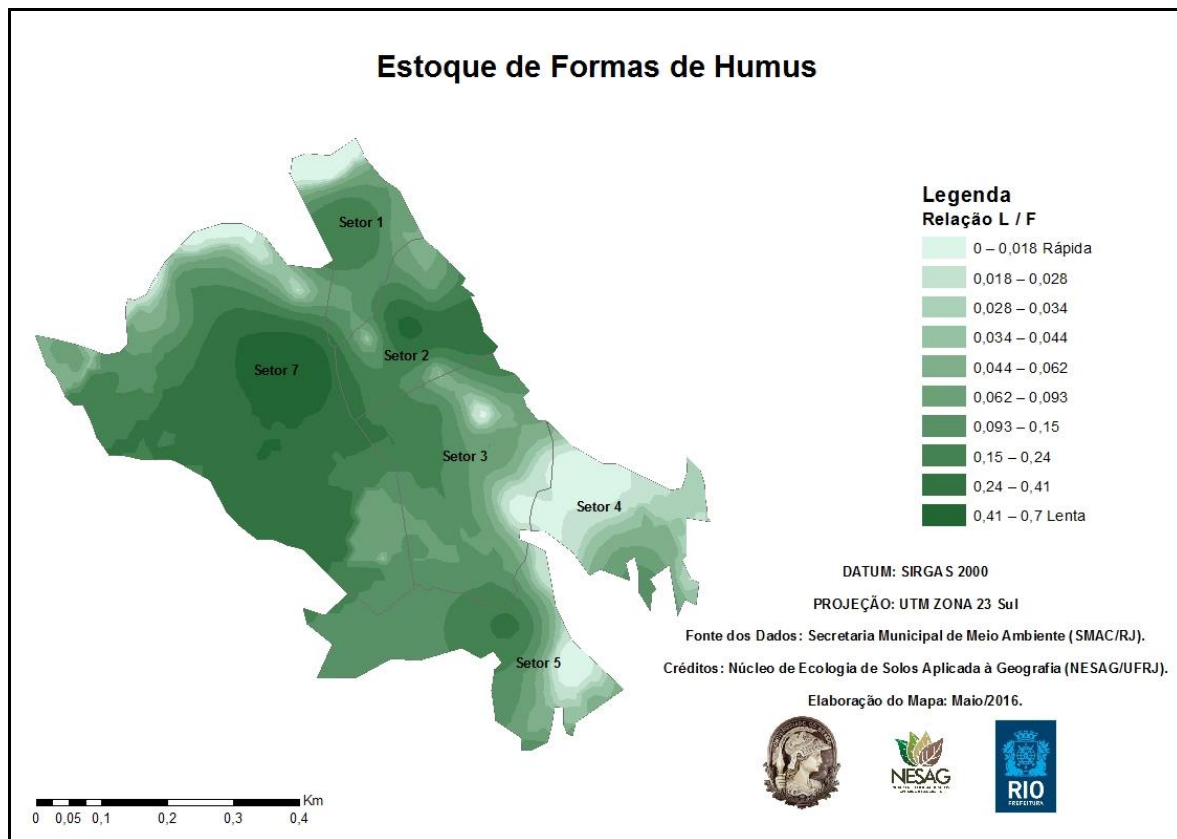 Estoque de Formas de Humus
Setor 1
Setor 2
Setor 7
Setor 3
Setor 4
Setor 5
Legenda
Relação L / F
0 – 0,018 Rápida
0,018 – 0,028
0,028 – 0,034
0,034 – 0,044
0,044 – 0,062
0,062 – 0,093
0,093 – 0,15
0,15 – 0,24
0,24 – 0,41
0,41 – 0,7 Lenta
DATUM: SIRGAS 2000
PROJEÇÃO: UTM ZONA 23 Sul
Fonte dos Dados: Secretaria Municipal de Meio Ambiente (SMAC/RJ).
Créditos: Núcleo de Ecologia de Solos Aplicada à Geografia (NESAG/UFRJ).
Elaboração do Mapa: Maio/2016.
NESAG
RIO
PREFEITURA
Km
0 0,05 0,1 0,2 0,3 0,4